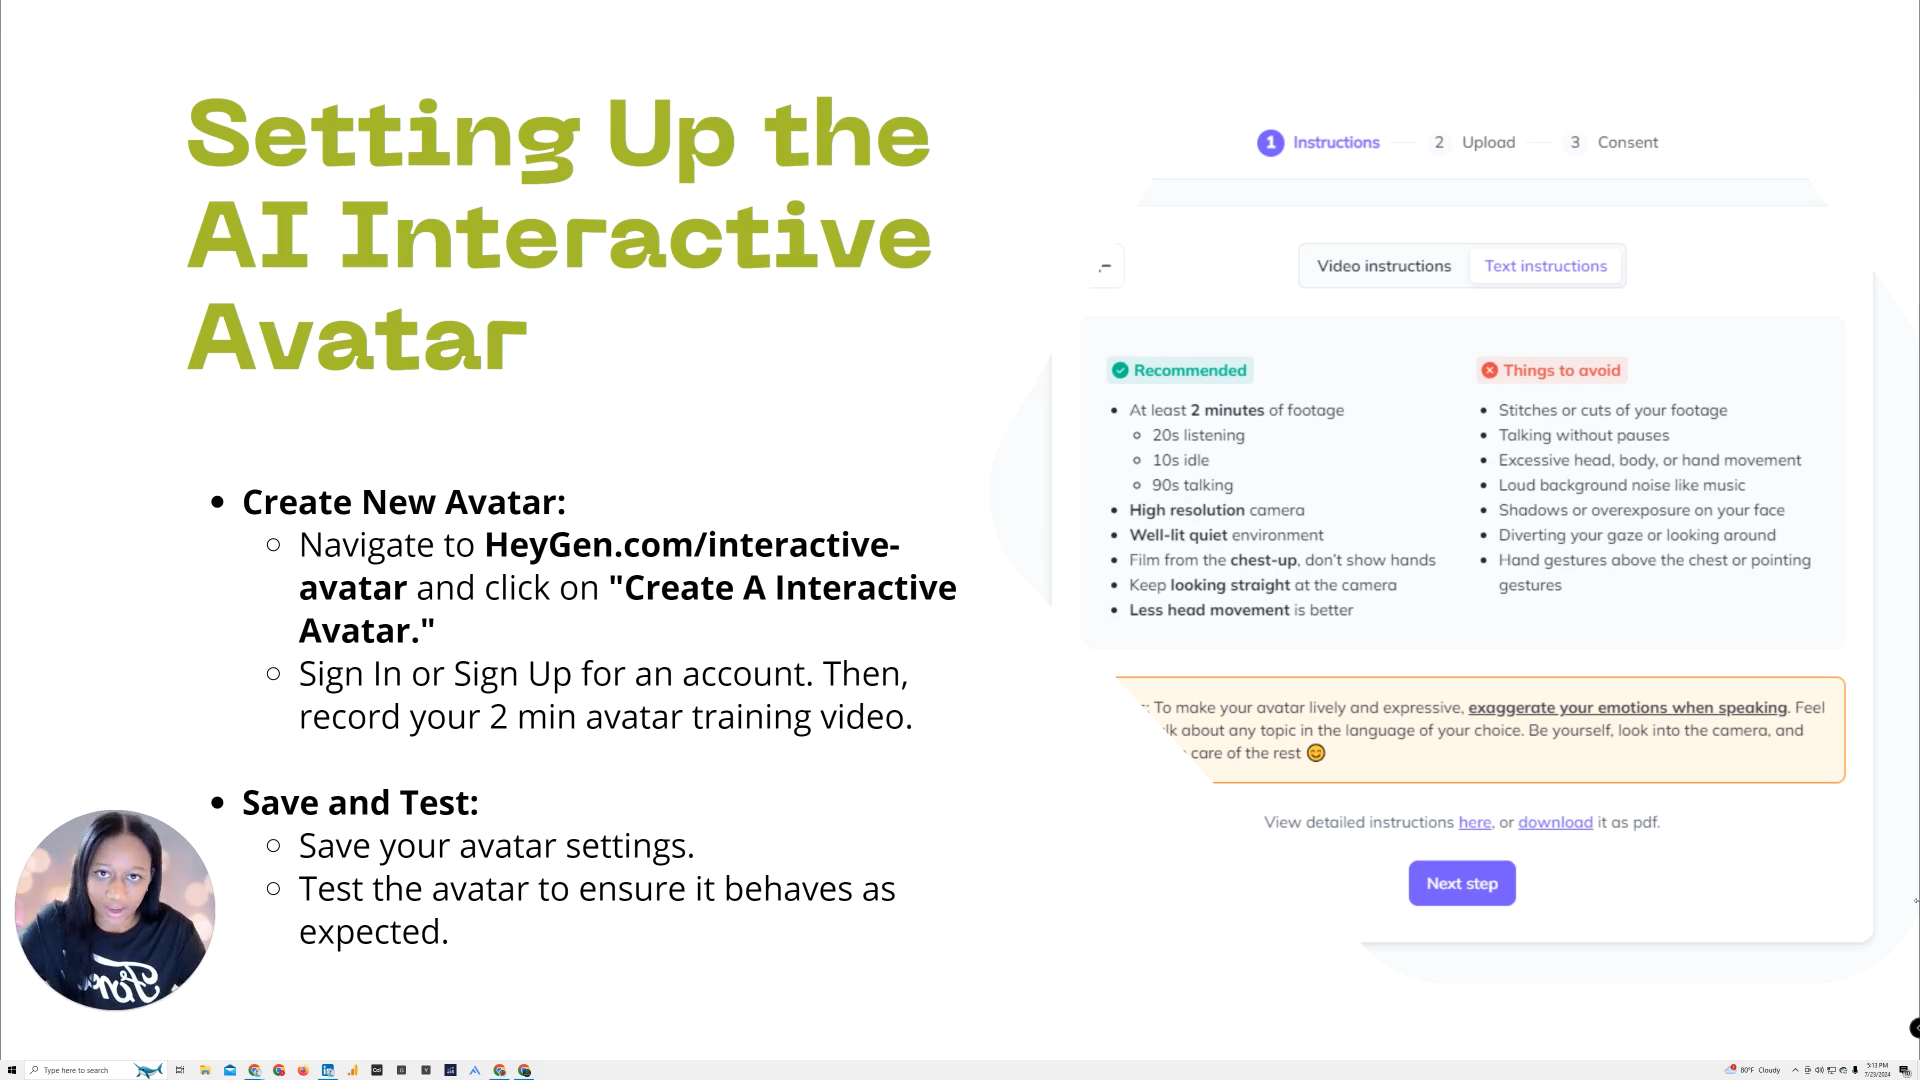 Setting Up the
AI Interactive
Avatar
Create New Avatar:
Navigate to HeyGen.com/interactive-
avatar and click on "Create A Interactive
Avatar."
Sign In or Sign Up for an account. Then,
record your 2 min avatar training video.
Save and Test:
Save your avatar settings.
Test the avatar to ensure it behaves as
expected.
1 Instructions 2 Upload 3 Consent
Video instructions Text instructions
Recommended
At least 2 minutes of footage
20s listening
10s idle
90s talking
High resolution camera
Well-lit quiet environment
Film from the chest-up, don't show hands
Keep looking straight at the camera
Less head movement is better
Things to avoid
Stitches or cuts of your footage
Talking without pauses
Excessive head, body, or hand movement
Loud background noise like music
Shadows or overexposure on your face
Diverting your gaze or looking around
Hand gestures above the chest or pointing
gestures
: To make your avatar lively and expressive, exaggerate your emotions when speaking. Feel
lk about any topic in the language of your choice. Be yourself, look into the camera, and
care of the rest
View detailed instructions here, or download it as pdf.
Next step
Type here to search
80°F Cloudy
5:13 PM
7/23/2024